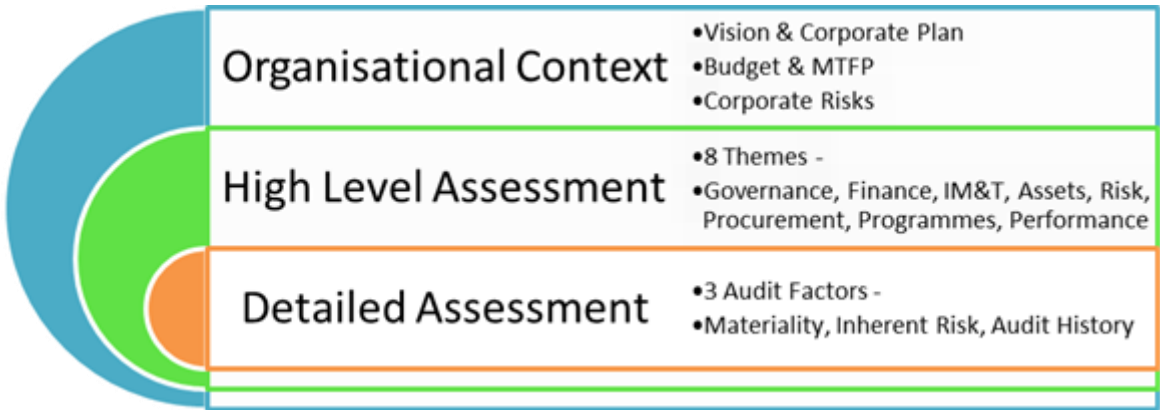 Organisational Context
•Vision & Corporate Plan
•Budget & MTFP
•Corporate Risks
High Level Assessment
•8 Themes -
•Governance, Finance, IM&T, Assets, Risk,
Procurement, Programmes, Performance
Detailed Assessment
•3 Audit Factors -
•Materiality, Inherent Risk, Audit History